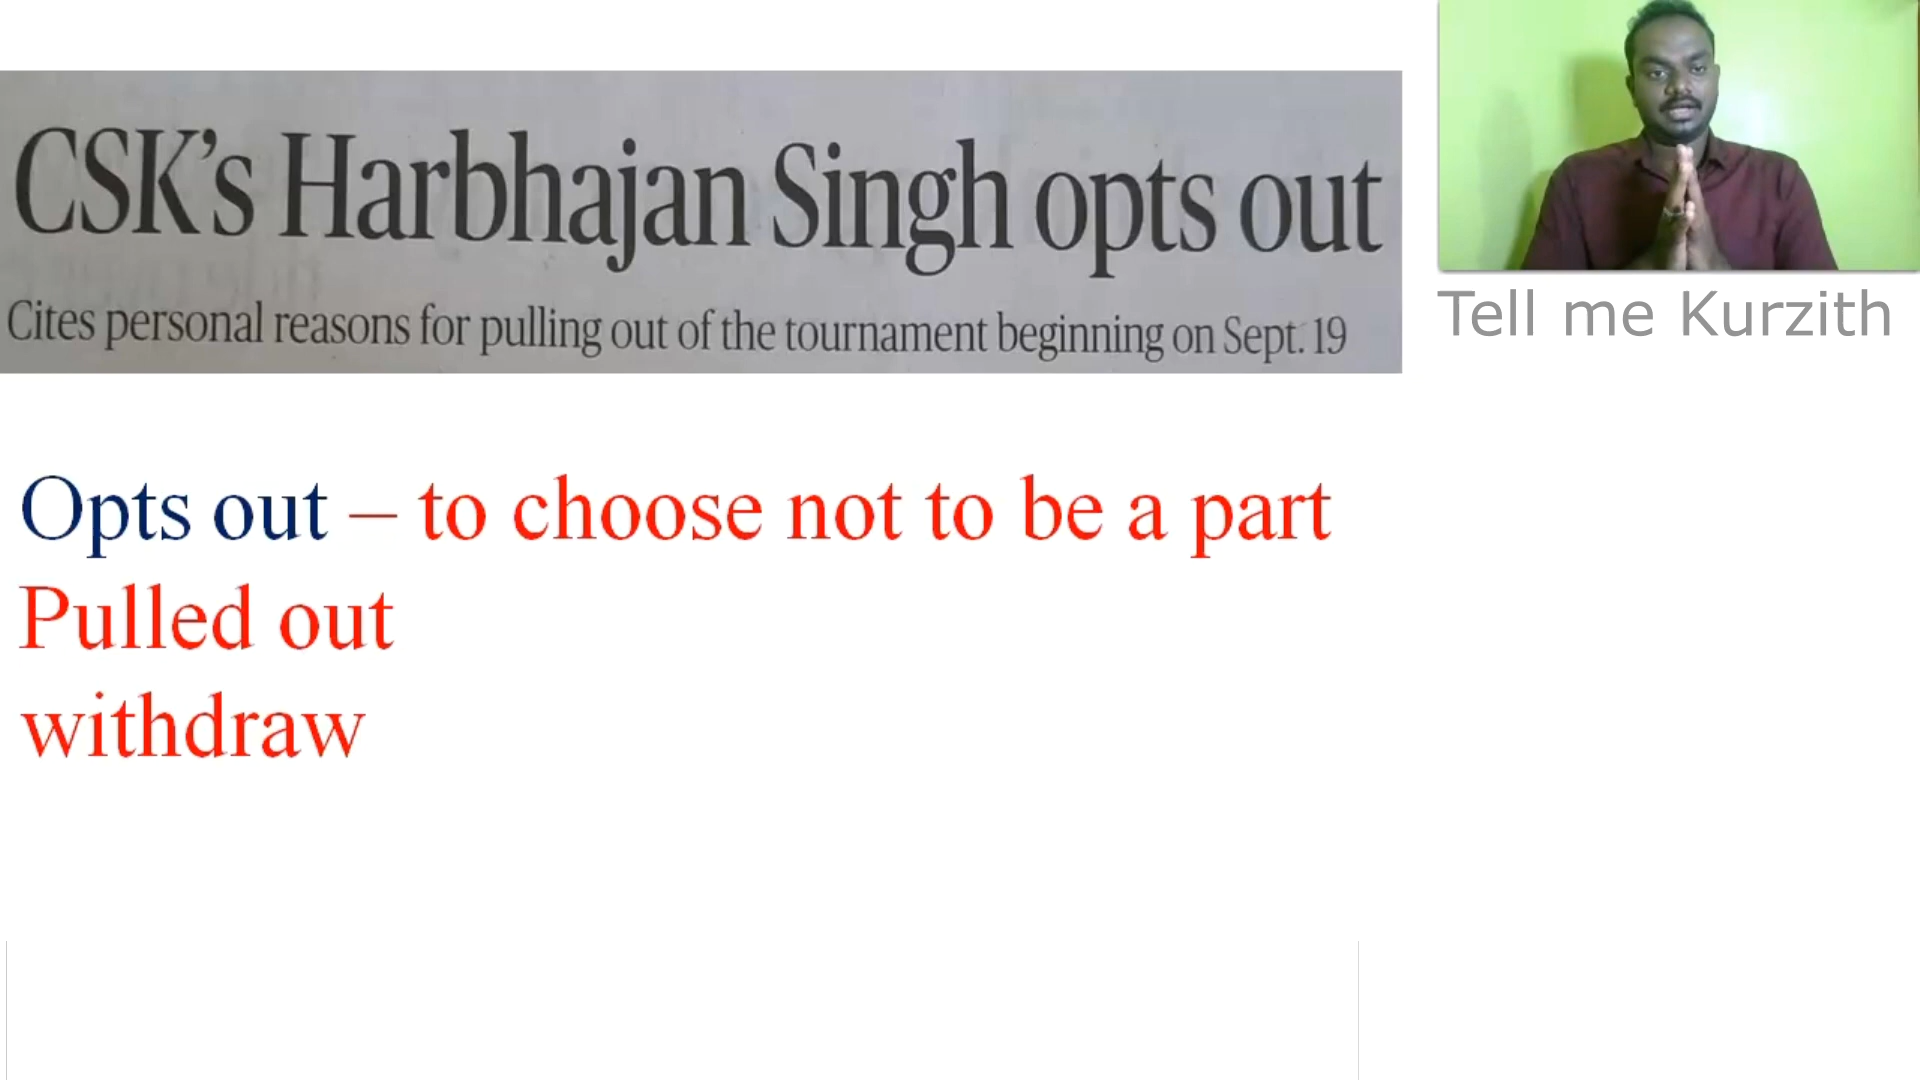 CSK's Harbhajan Singh opts out
Cites personal reasons for pulling out of the tournament beginning on Sept. 19
Tell me Kurzith
Opts out – to choose not to be a part
Pulled out
withdraw